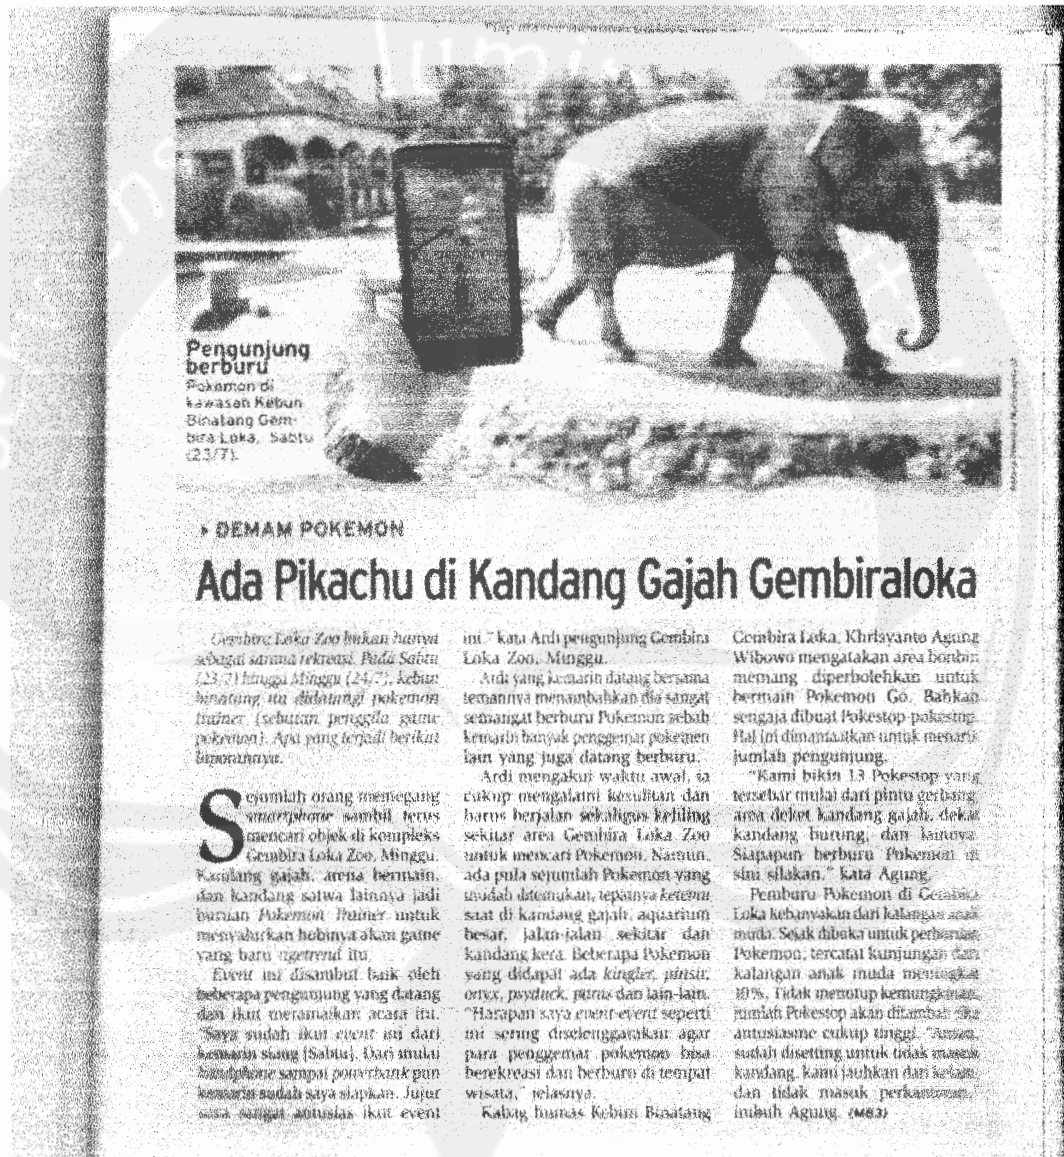 Pengunjung
berburu
Pokemon di
kawasan Kebun
Binatang Gem-
bira Loka, Sabtu
(23/7).
DEMAM POKEMON
Ada Pikachu di Kandang Gajah Gembiraloka
Gembira Loka Zoo bukan hanya
sebagai sarana rekreasi. Pada Sabtu
(23/7) hingga Minggu (24/7), kebun
binatang itu didatangi pokemon
trainer (sebutan penggila game
pokemon). Apa yang terjadi berikut
laporannya.
Sejumlah orang memegang
smartphone sambil terus
mencari objek di kompleks
Gembira Loka Zoo, Minggu.
Kandang gajah, arena bermain,
dan kandang satwa lainnya jadi
buruan Pokemon Trainer untuk
menyalurkan hobinya akan game
yang baru ngetrend itu.
Event ini disambut baik oleh
beberapa pengunjung yang datang
dan ikut meramaikan acara itu.
"Saya sudah ikut event ini dari
kemarin siang [Sabtu]. Dari mulai
handphone sampai powerbank pun
kemarin sudah saya siapkan. Jujur
saya sangat antusias ikut event
ini," kata Ardi pengunjung Gembira
Loka Zoo, Minggu.
Ardi yang kemarin datang bersama
temannya menambahkan dia sangat
semangat berburu Pokemon sebab
kemarin banyak penggemar pokemon
lain yang juga datang berburu.
Ardi mengakui waktu awal, ia
cukup mengalami kesulitan dan
harus berjalan sekaligus keliling
sekitar area Gembira Loka Zoo
untuk mencari Pokemon. Namun,
ada pula sejumlah Pokemon yang
mudah ditemukan, tepatnya ketemu
saat di kandang gajah, aquarium
besar, jalan-jalan sekitar dan
kandang kera. Beberapa Pokemon
yang didapat ada kingler, pinsir,
onyx, psyduck, paras dan lain-lain.
"Harapan saya event-event seperti
ini sering diselenggarakan agar
para penggemar pokemon bisa
berekreasi dan berburu di tempat
wisata," jelasnya.
Kabag humas Kebun Binatang
Gembira Loka, Khrisyanto Agung
Wibowo mengatakan area bonbin
memang diperbolehkan untuk
bermain Pokemon Go. Bahkan
sengaja dibuat Pokestop-pokestop.
Hal ini dimanfaatkan untuk menarik
jumlah pengunjung.
"Kami bikin 13 Pokestop yang
tersebar mulai dari pintu gerbang,
area deket kandang gajah, dekat
kandang burung, dan lainnya.
Siapapun berburu Pokemon di
sini silakan," kata Agung.
Pemburu Pokemon di Gembira
Loka kebanyakan dari kalangan anak
muda. Sejak dibuka untuk perburuan
Pokemon, tercatat kunjungan dari
kalangan anak muda meningkat
10%. Tidak menutup kemungkinan,
jumlah Pokestop akan ditambah jika
antusiasme cukup tinggi. "Aman,
sudah disetting untuk tidak masuk
kandang, kami jauhkan dari kolam,
dan tidak masuk perkantoran,"
imbuh Agung. (MB3)